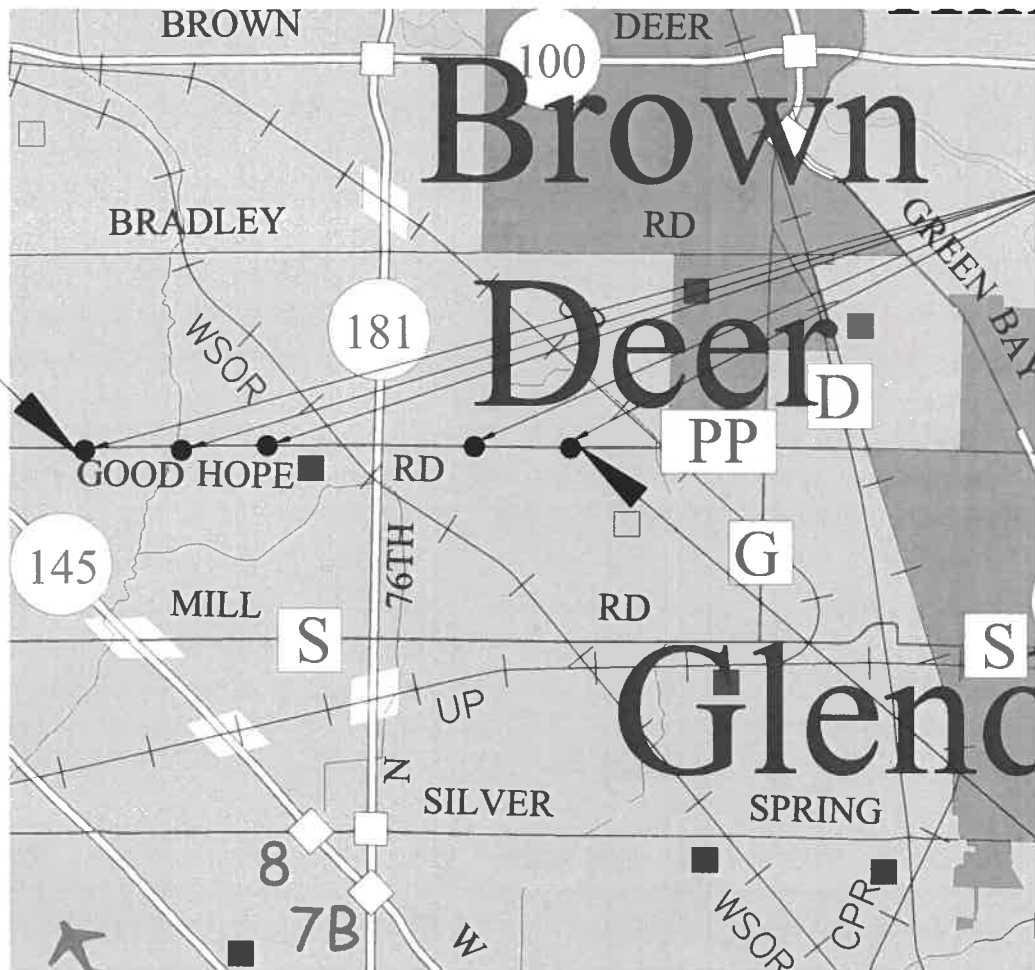 BROWN DEER
100
Brown
BRADLEY RD
GREEN BAY
181
WSOR
Deer
D
PP
GOOD HOPE RD
G
145
76TH
MILL RD
S
S
UP
Glend
N
SILVER SPRING
8
7B
W
WSOR
CPR